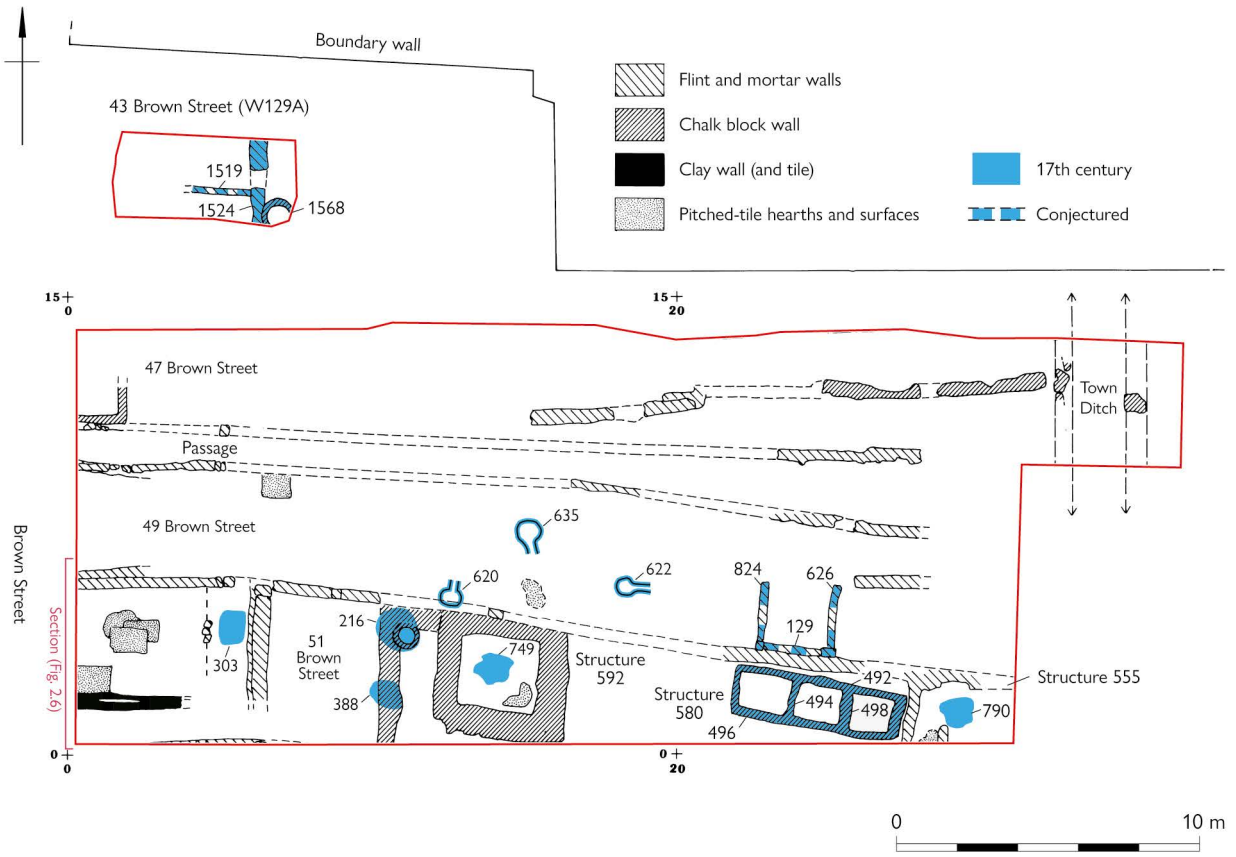 Boundary wall
43 Brown Street (W129A)
1519
1524
1568
Flint and mortar walls
Chalk block wall
Clay wall (and tile)
Pitched-tile hearths and surfaces
17th century
Conjectured
15
0
15
20
47 Brown Street
Town
Ditch
Passage
49 Brown Street
Brown Street
Section (Fig. 2.6)
635
620
622
824
626
129
216
303
51
Brown
Street
388
749
Structure
592
Structure
580
492
494
498
496
Structure 555
790
0
0
0
20
0
10 m